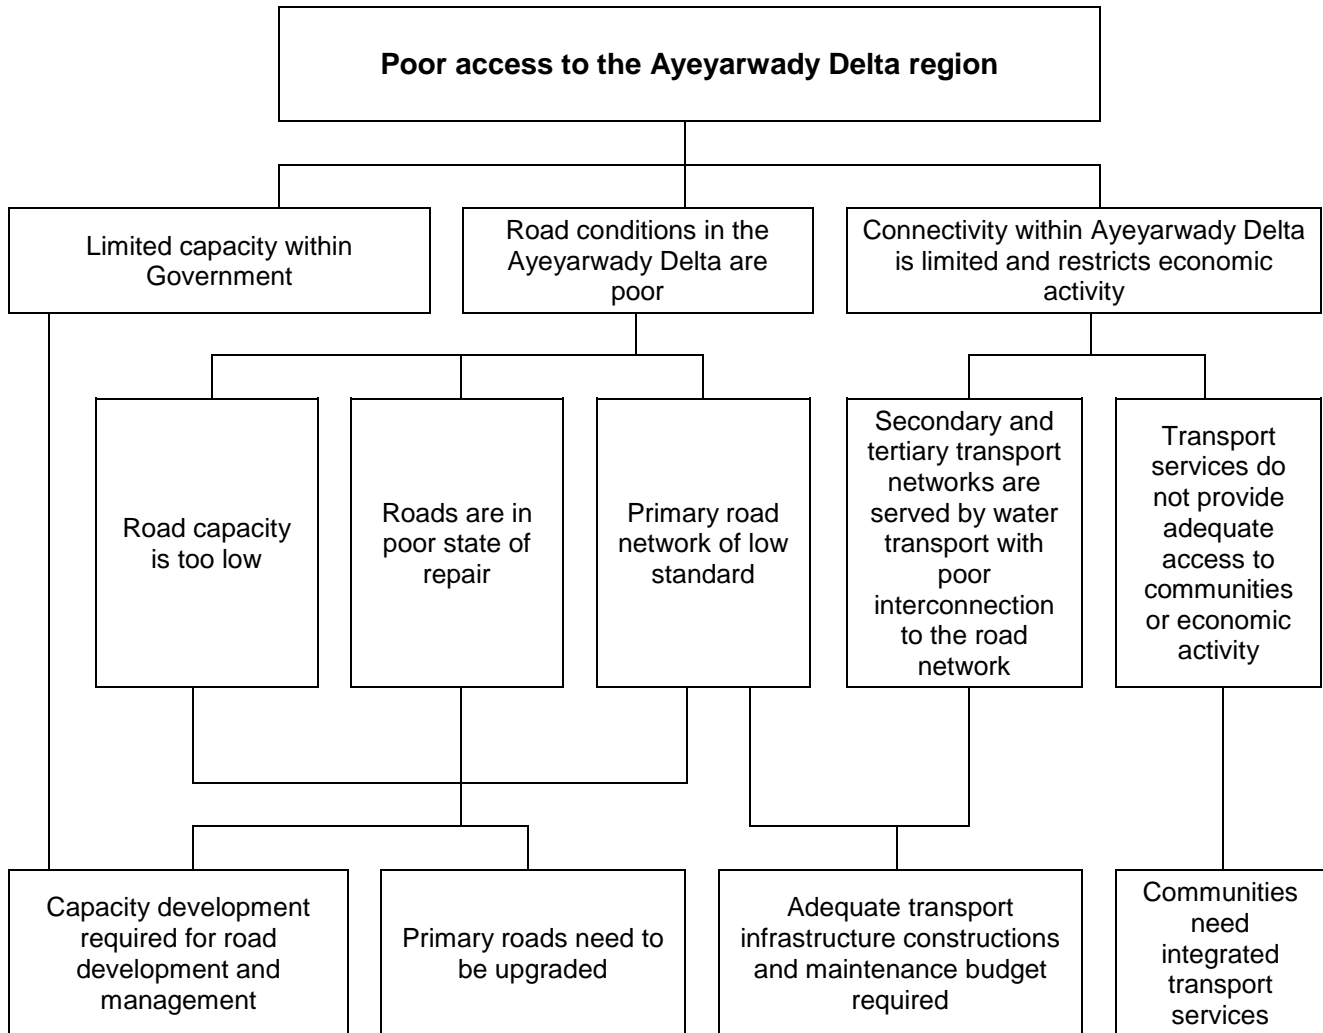 Poor access to the Ayeyarwady Delta region
Limited capacity within
Government
Road conditions in the
Ayeyarwady Delta are
poor
Connectivity within Ayeyarwady Delta
is limited and restricts economic
activity
Road capacity
is too low
Roads are in
poor state of
repair
Primary road
network of low
standard
Secondary and
tertiary transport
networks are
served by water
transport with
poor
interconnection
to the road
network
Transport
services do
not provide
adequate
access to
communities
or economic
activity
Capacity development
required for road
development and
management
Primary roads need to
be upgraded
Adequate transport
infrastructure constructions
and maintenance budget
required
Communities
need
integrated
transport
services